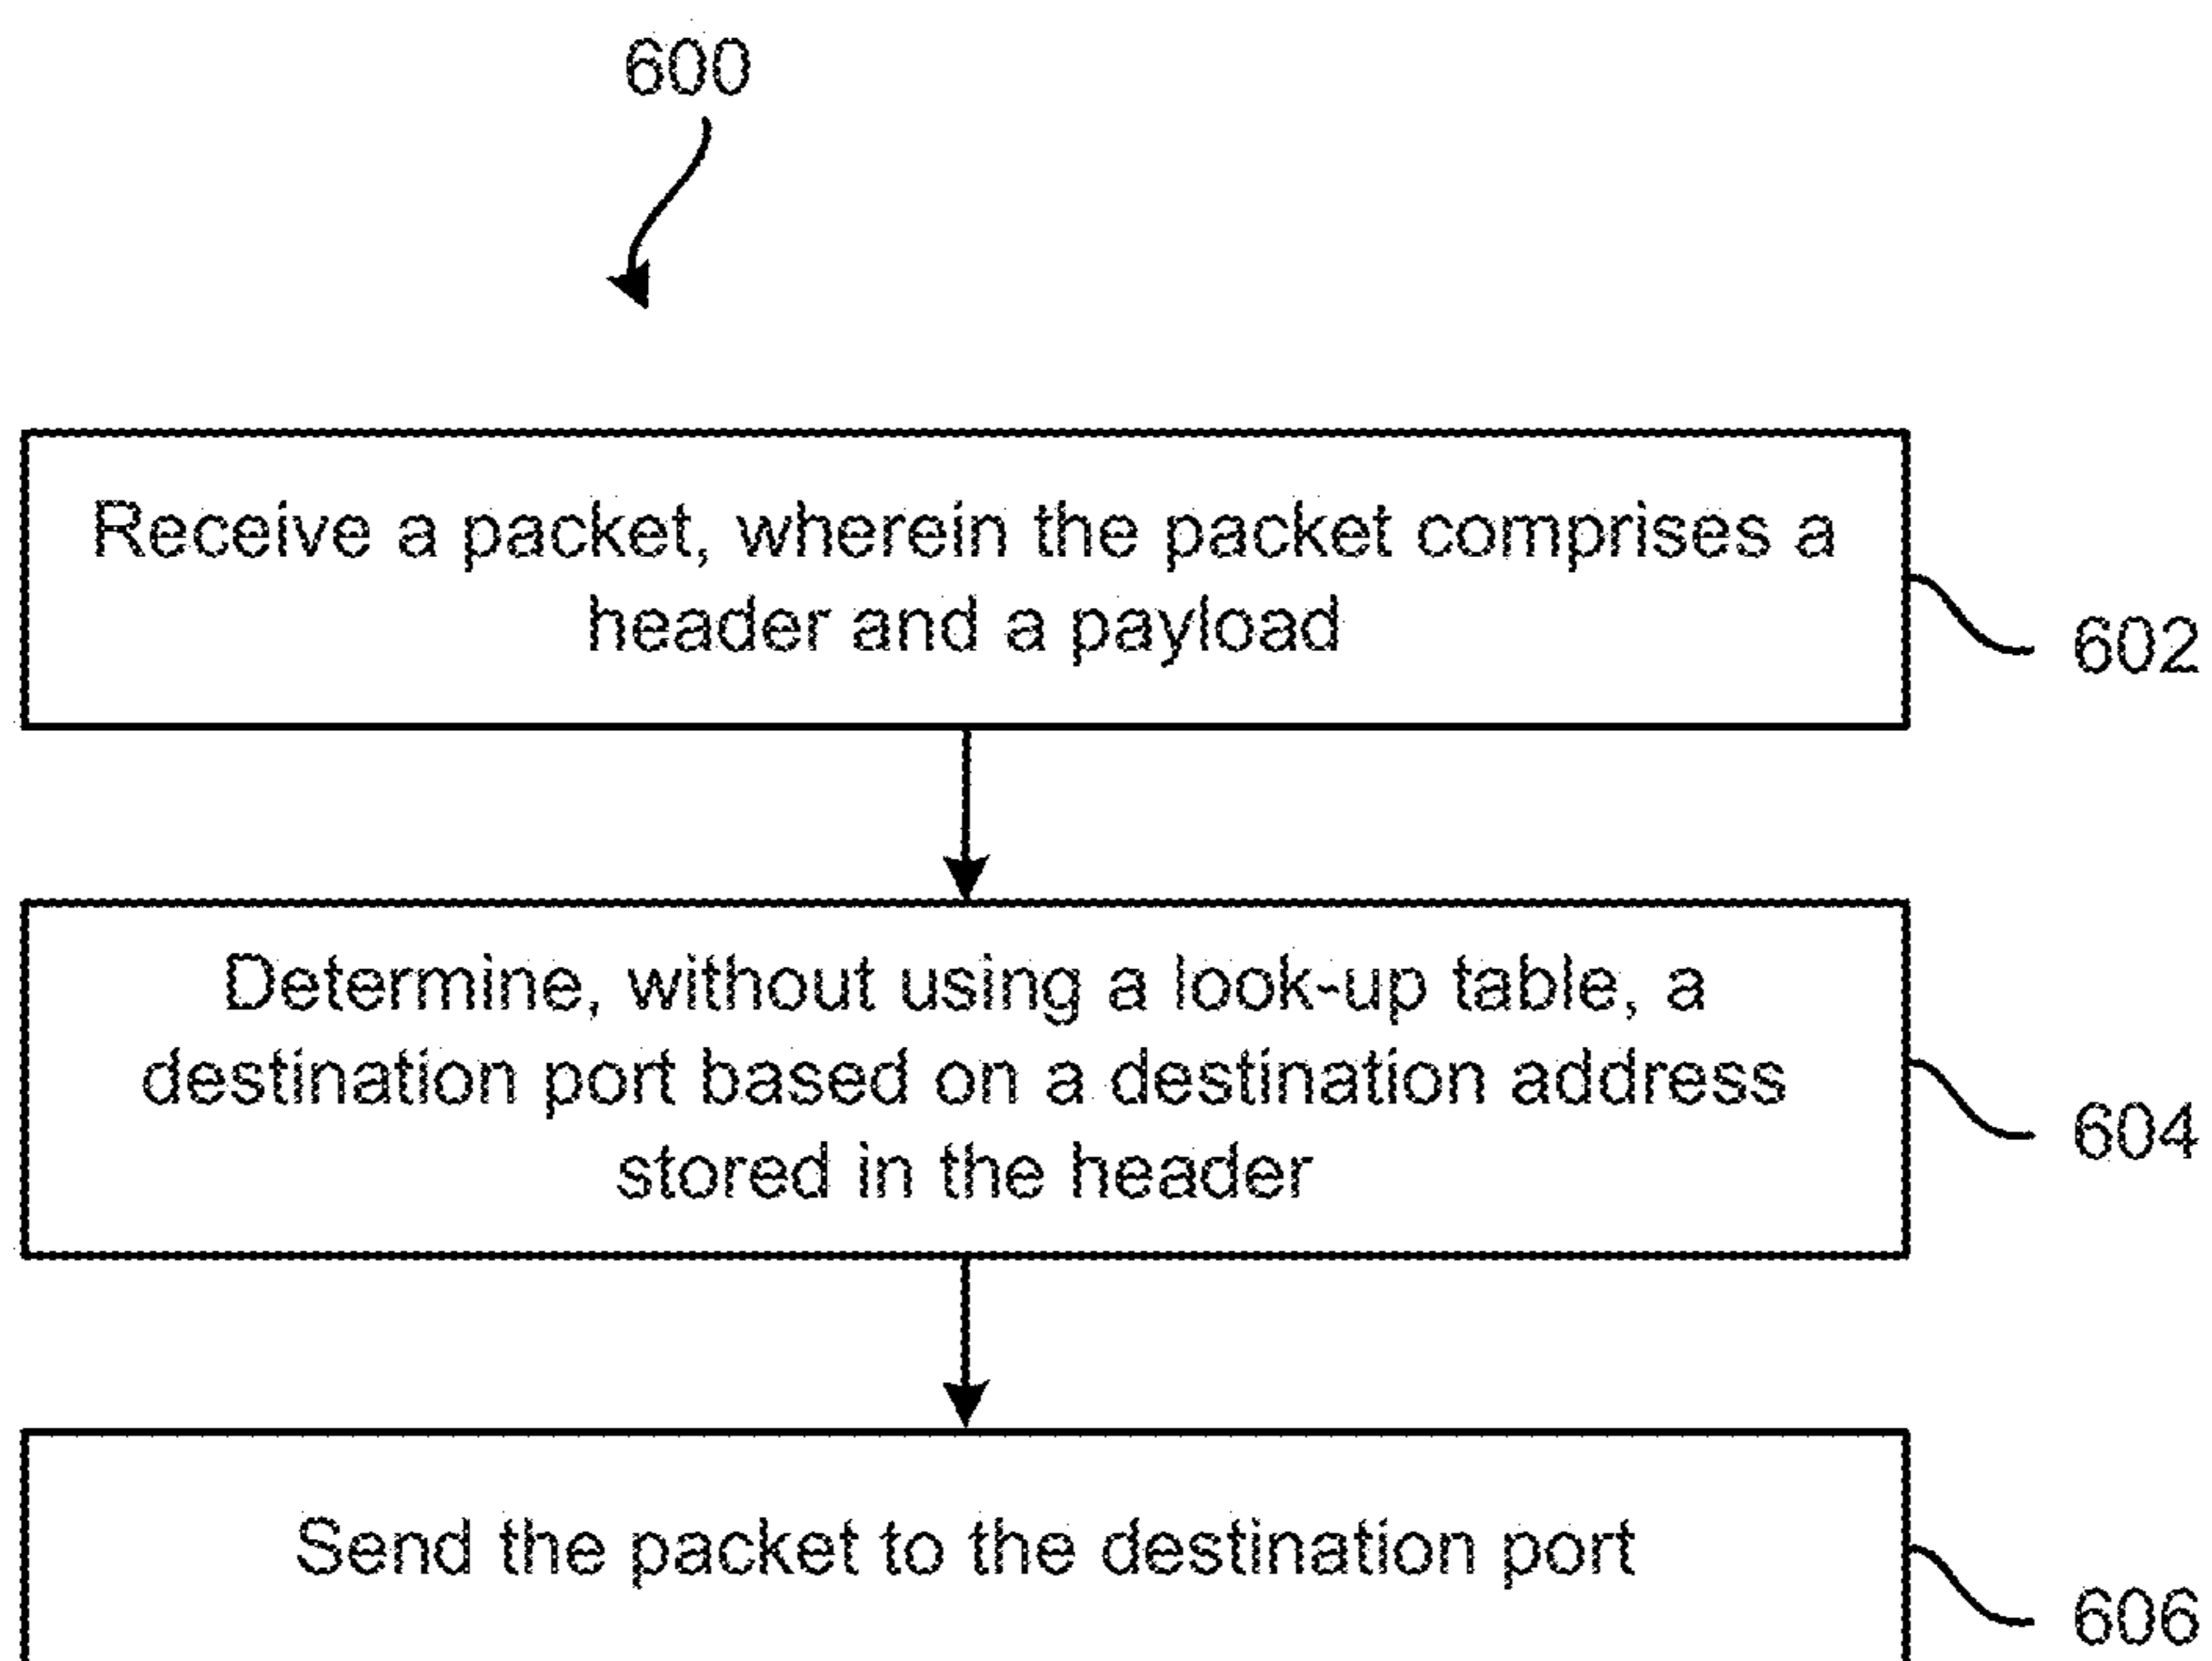 600
Receive a packet, wherein the packet comprises a
header and a payload
602
Determine, without using a look-up table, a
destination port based on a destination address
stored in the header
604
Send the packet to the destination port
606